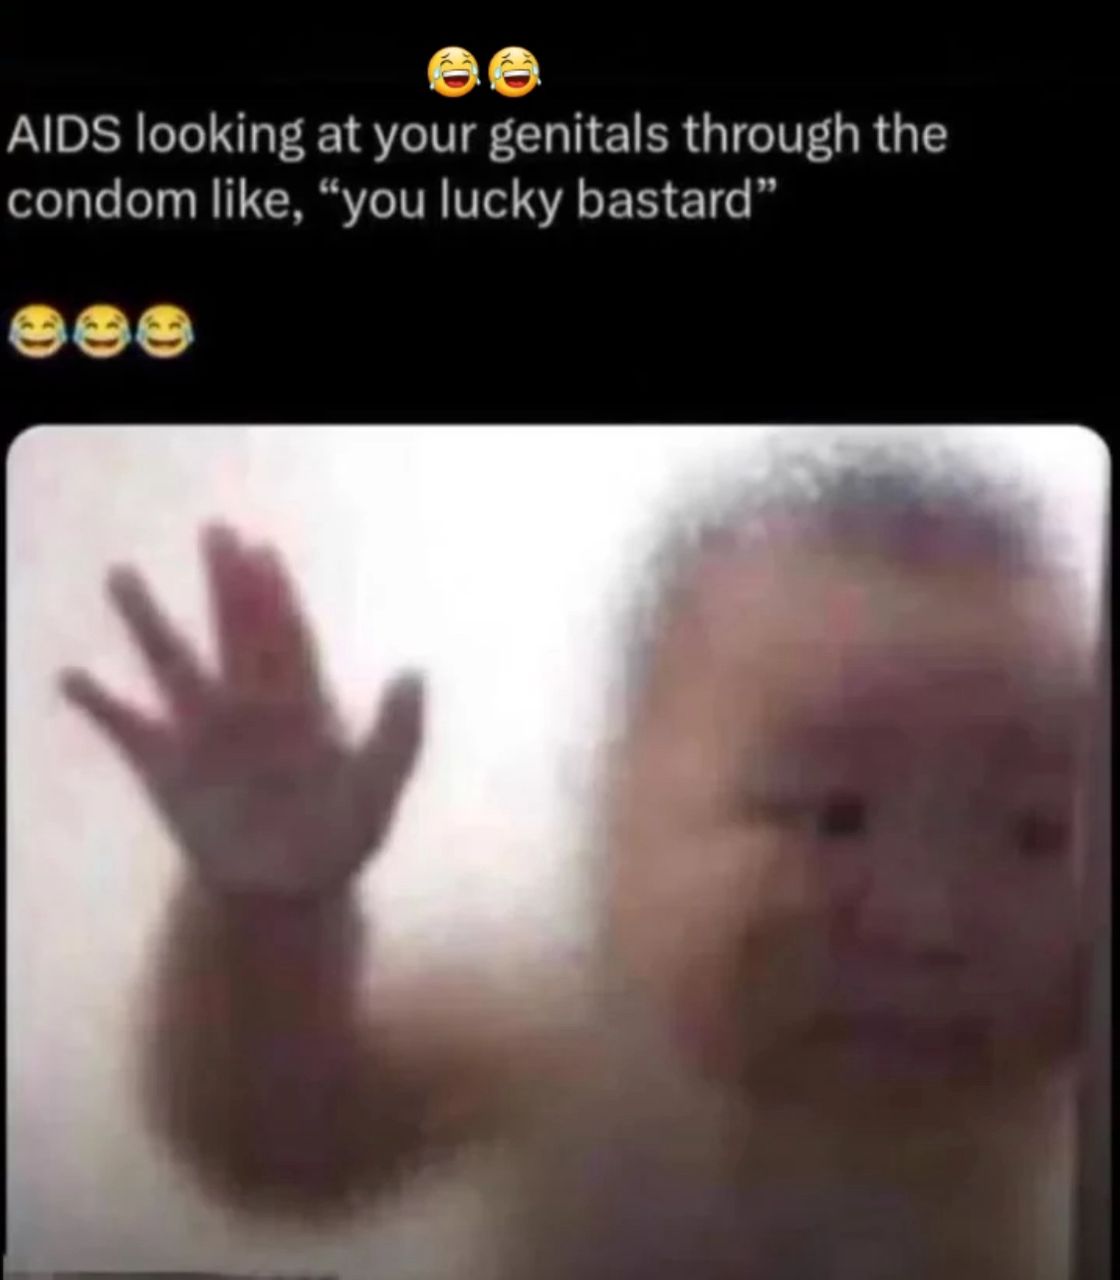 😂😂
AIDS looking at your genitals through the
condom like, “you lucky bastard”
😂😂😂